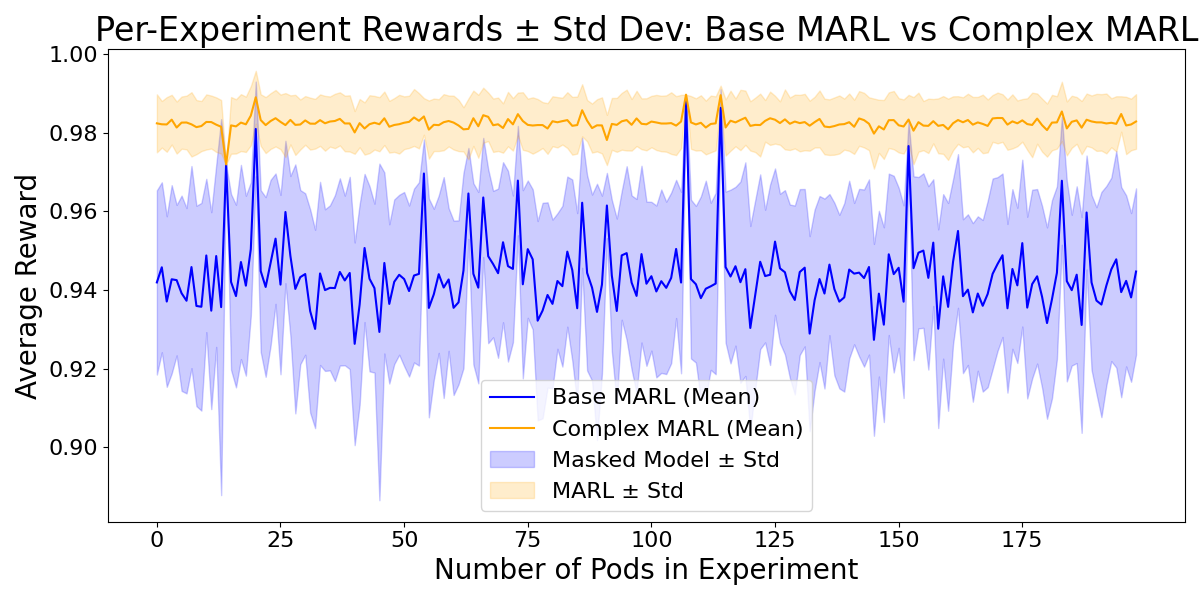 Per-Experiment Rewards ± Std Dev: Base MARL vs Complex MARL
Average Reward
1.00
0.98
0.96
0.94
0.92
0.90
Base MARL (Mean)
Complex MARL (Mean)
Masked Model ± Std
MARL ± Std
0 25 50 75 100 125 150 175
Number of Pods in Experiment